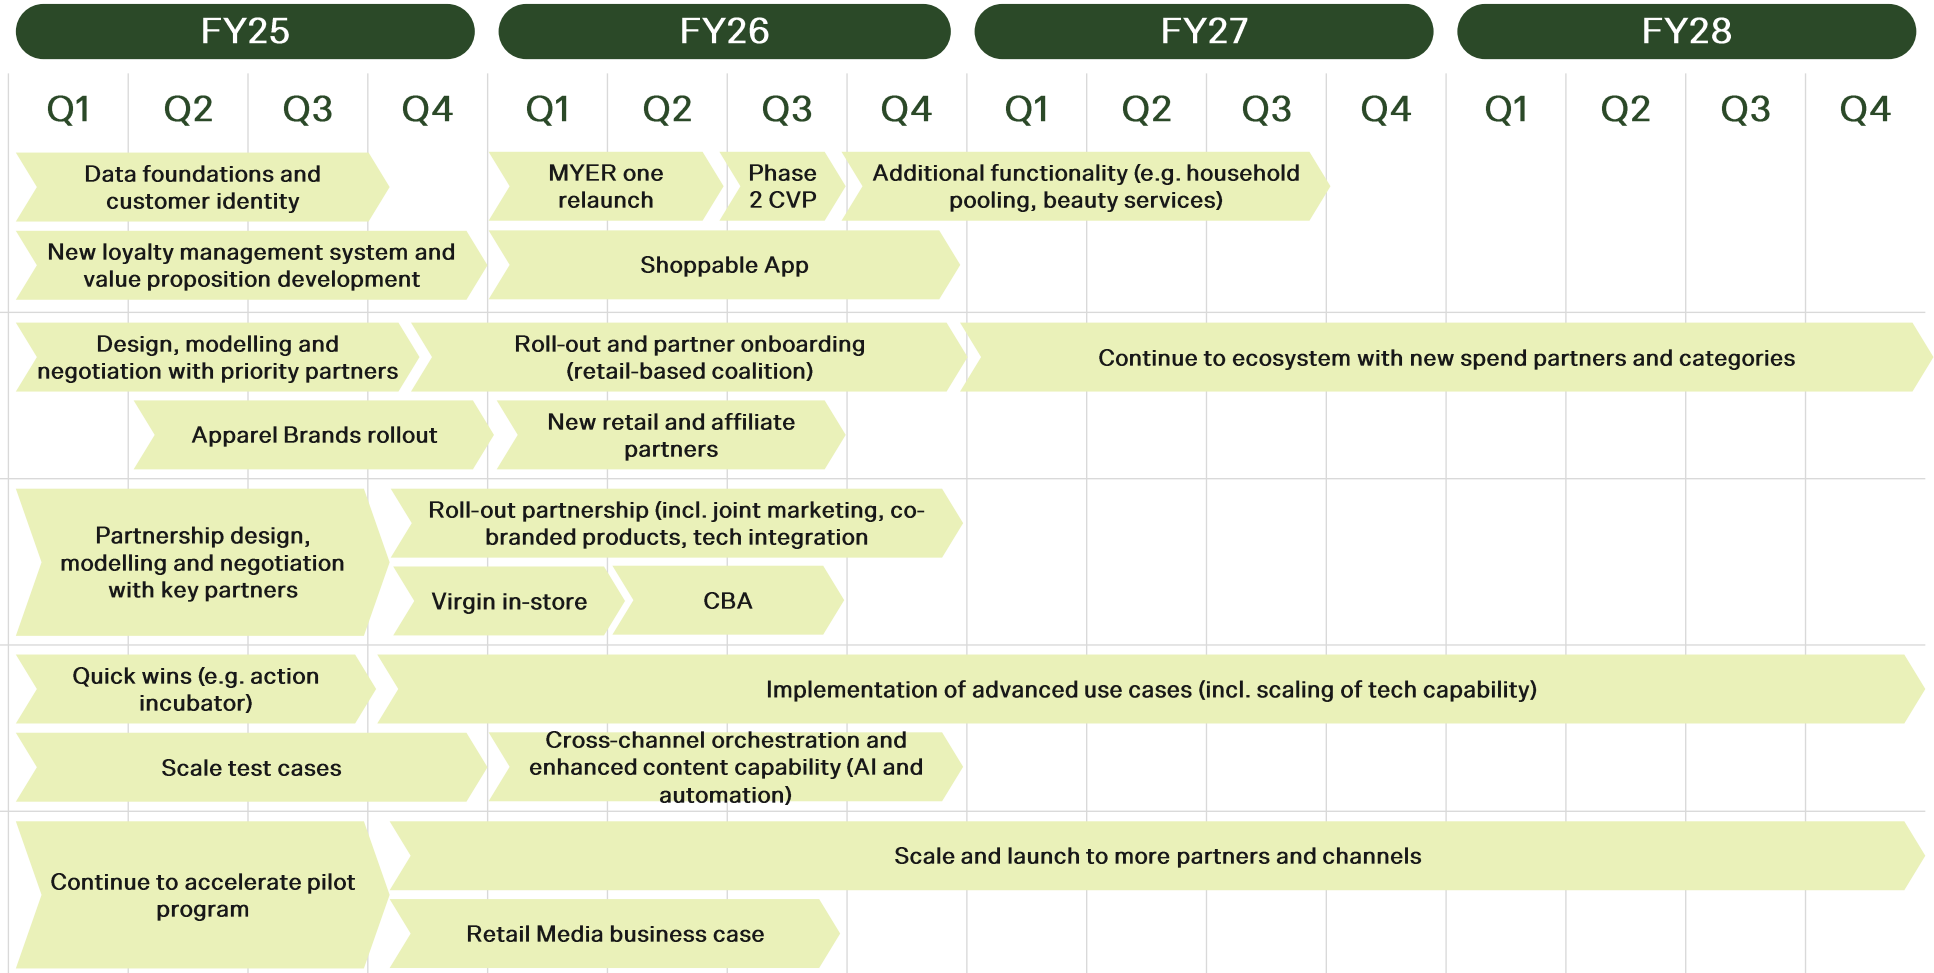 FY25
FY26
FY27
FY28
Q1
Q2
Q3
Q4
Q1
Q2
Q3
Q4
Q1
Q2
Q3
Q4
Q1
Q2
Q3
Q4
Data foundations and
customer identity
MYER one
relaunch
Phase
2 CVP
Additional functionality (e.g. household
pooling, beauty services)
New loyalty management system and
value proposition development
Shoppable App
Design, modelling and
negotiation with priority partners
Roll-out and partner onboarding
(retail-based coalition)
Continue to ecosystem with new spend partners and categories
Apparel Brands rollout
New retail and affiliate
partners
Partnership design,
modelling and negotiation
with key partners
Roll-out partnership (incl. joint marketing, co-
branded products, tech integration
Virgin in-store
CBA
Quick wins (e.g. action
incubator)
Implementation of advanced use cases (incl. scaling of tech capability)
Scale test cases
Cross-channel orchestration and
enhanced content capability (AI and
automation)
Continue to accelerate pilot
program
Scale and launch to more partners and channels
Retail Media business case